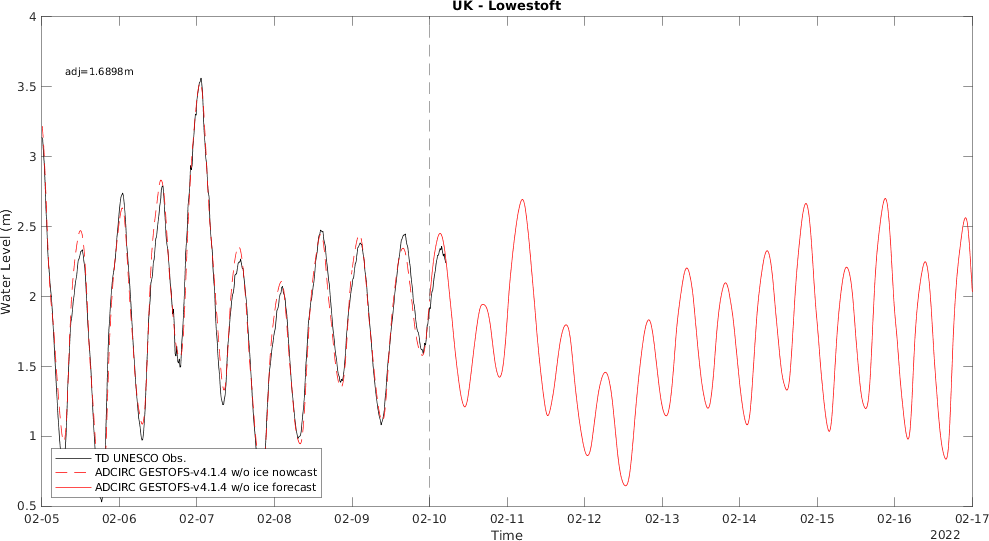 UK - Lowestoft
adj=1.6898m
Water Level (m)
4
3.5
3
2.5
2
1.5
1
0.5
TD UNESCO Obs.
ADCIRC GESTOFS-v4.1.4 w/o ice nowcast
ADCIRC GESTOFS-v4.1.4 w/o ice forecast
02-05 02-06 02-07 02-08 02-09 02-10 02-11 02-12 02-13 02-14 02-15 02-16 02-17
Time
2022